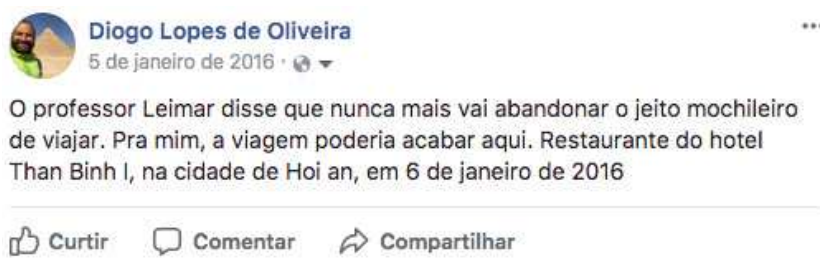 Diogo Lopes de Oliveira
5 de janeiro de 2016 ·
O professor Leimar disse que nunca mais vai abandonar o jeito mochileiro
de viajar. Pra mim, a viagem poderia acabar aqui. Restaurante do hotel
Than Binh I, na cidade de Hoi an, em 6 de janeiro de 2016
Curtir Comentar Compartilhar